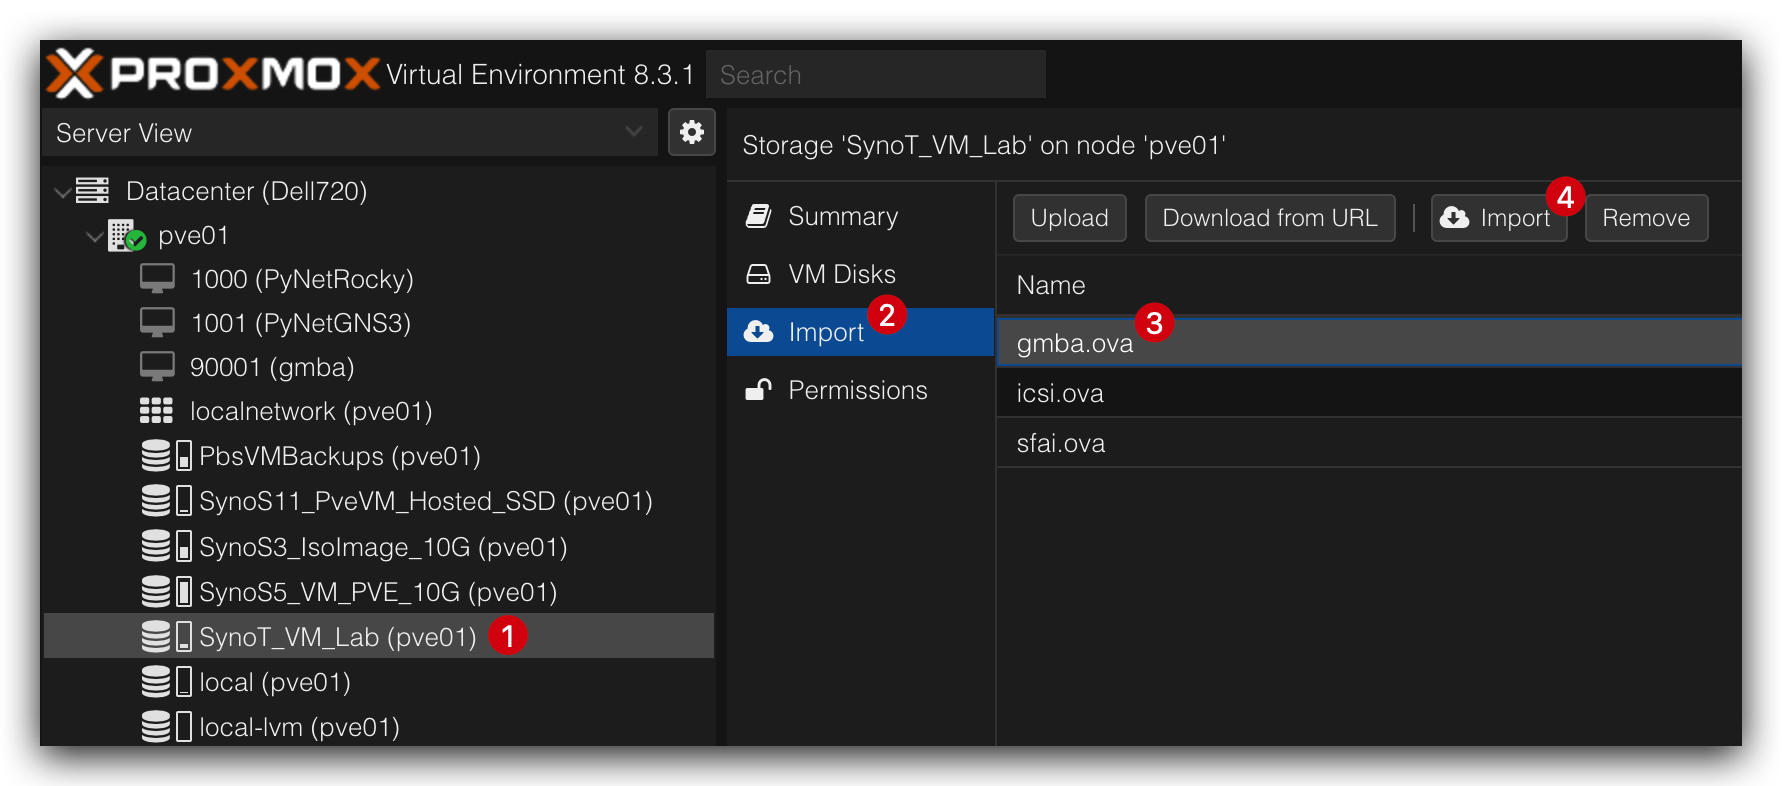 PROXMOX Virtual Environment 8.3.1 Search
Server View
Datacenter (Dell720)
pve01
1000 (PyNetRocky)
1001 (PyNetGNS3)
90001 (gmba)
localnetwork (pve01)
PbsVMBackups (pve01)
SynoS11_PveVM_Hosted_SSD (pve01)
SynoS3_IsoImage_10G (pve01)
SynoS5_VM_PVE_10G (pve01)
SynoT_VM_Lab (pve01) 1
local (pve01)
local-lvm (pve01)
Storage 'SynoT_VM_Lab' on node 'pve01'
Summary
VM Disks
Import 2
Permissions
Upload Download from URL Import 4 Remove
Name
gmba.ova 3
icsi.ova
sfai.ova